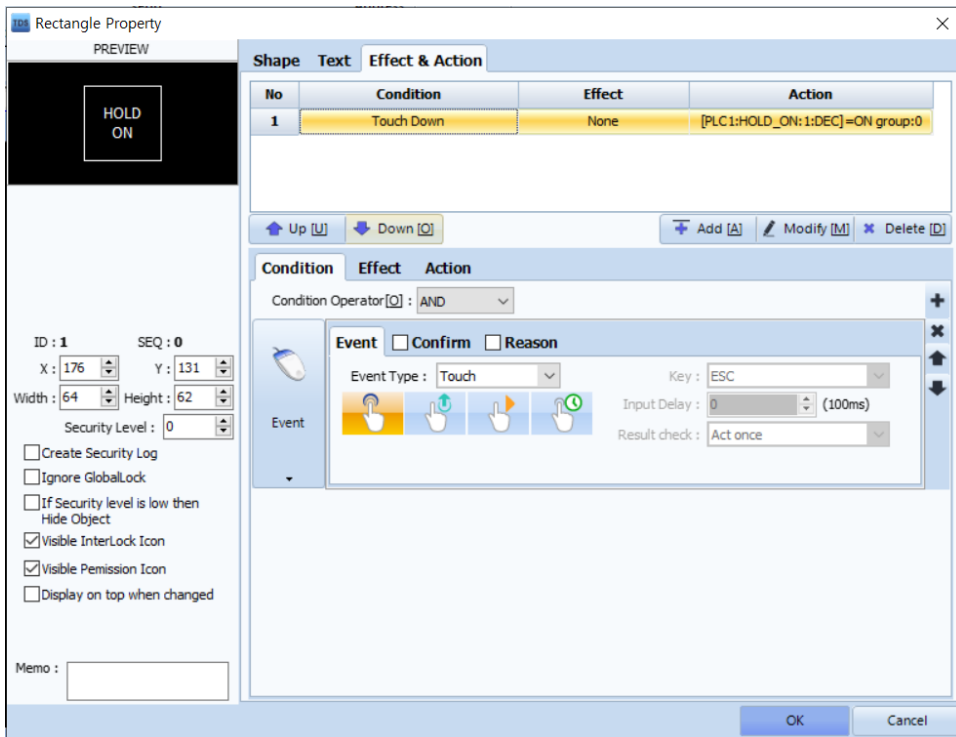 IDS Rectangle Property
PREVIEW
HOLD
ON
Shape Text Effect & Action
No Condition Effect Action
1 Touch Down None [PLC1:HOLD_ON:1:DEC]=ON group:0
Up [U] Down [O] Add [A] Modify [M] Delete [D]
Condition Effect Action
Condition Operator[O] : AND
Event Confirm Reason
Event Type : Touch
Key : ESC
Input Delay : 0 (100ms)
Result check : Act once
Event
ID : 1 SEQ : 0
X : 176 Y : 131
Width : 64 Height : 62
Security Level : 0
Create Security Log
Ignore GlobalLock
If Security level is low then
Hide Object
Visible InterLock Icon
Visible Pemission Icon
Display on top when changed
Memo :
OK Cancel